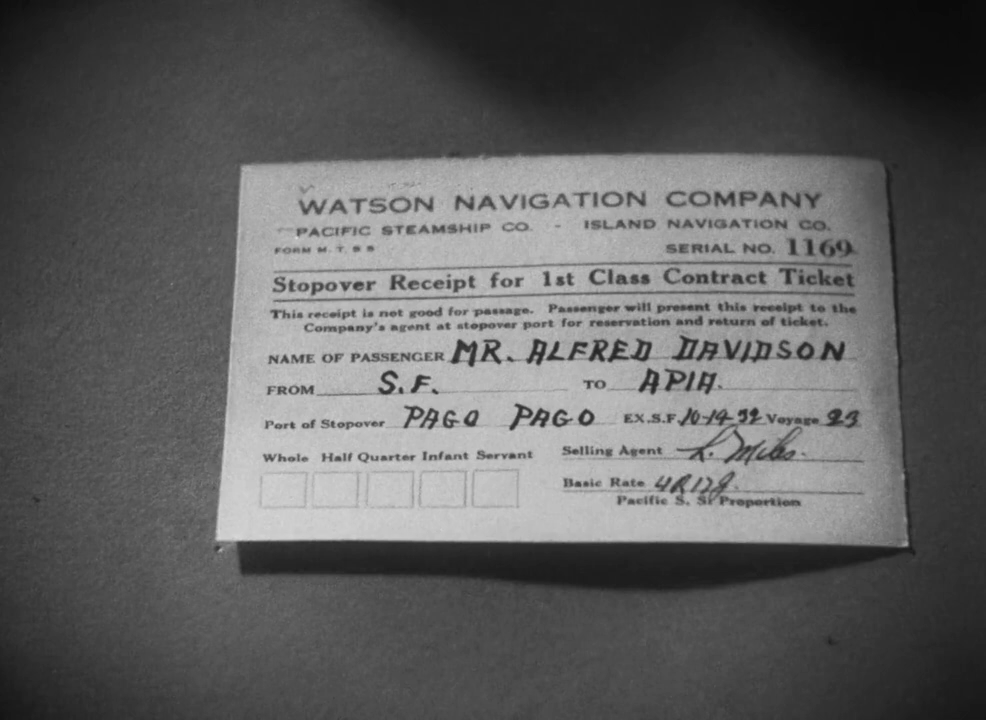 WATSON NAVIGATION COMPANY
PACIFIC STEAMSHIP CO. - ISLAND NAVIGATION CO.
FORM M. T. S S SERIAL NO. 1169
Stopover Receipt for 1st Class Contract Ticket
This receipt is not good for passage. Passenger will present this receipt to the
Company's agent at stopover port for reservation and return of ticket.
NAME OF PASSENGER MR. ALFRED DAVIDSON
FROM S.F. TO APIA.
Port of Stopover PAGO PAGO EX.S.F. 10-14-32 Voyage 23
Whole Half Quarter Infant Servant Selling Agent L. Miles.
Basic Rate
Pacific S. S. Proportion